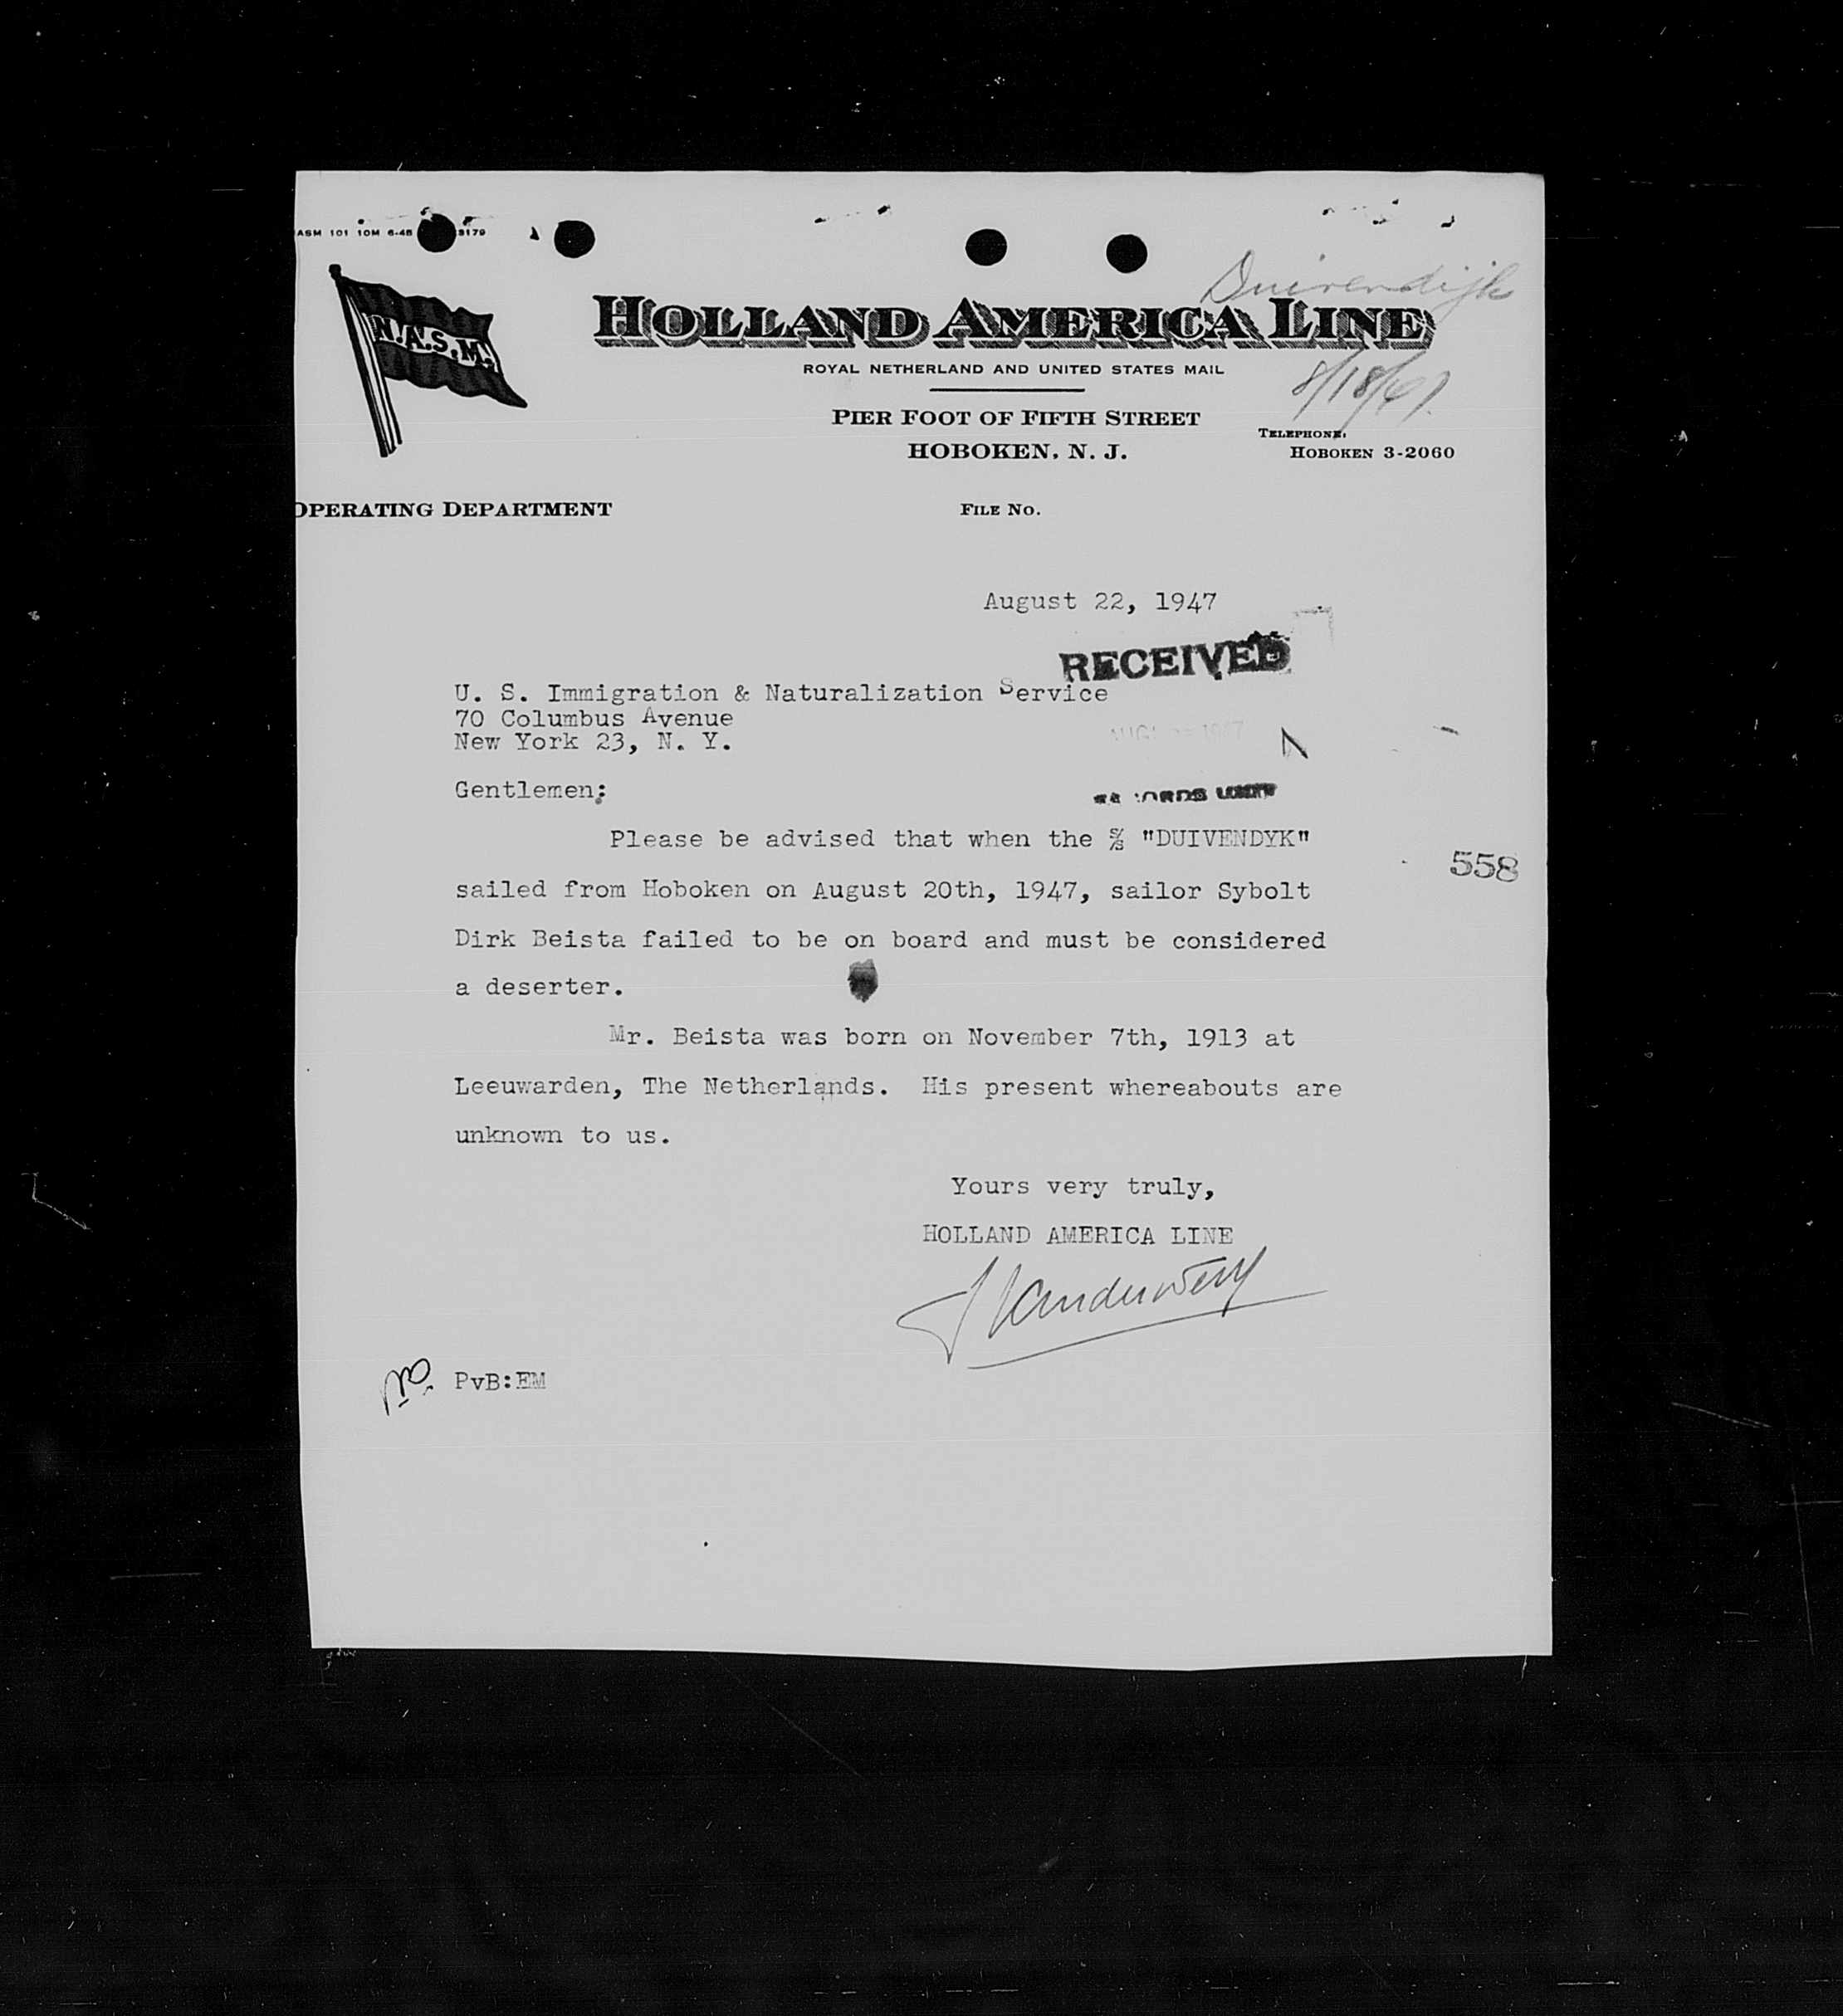 ASM 101 10M 6-48 3179
Duivendijk
N.A.S.M.
HOLLAND AMERICA LINE
ROYAL NETHERLAND AND UNITED STATES MAIL
8/18/47
PIER FOOT OF FIFTH STREET
TELEPHONE:
HOBOKEN, N. J.
HOBOKEN 3-2060
OPERATING DEPARTMENT
FILE NO.
August 22, 1947
RECEIVED
U. S. Immigration & Naturalization Service
70 Columbus Avenue
New York 23, N. Y.
Gentlemen:
Please be advised that when the S/S "DUIVENDYK"
558
sailed from Hoboken on August 20th, 1947, sailor Sybolt
Dirk Beista failed to be on board and must be considered
a deserter.
Mr. Beista was born on November 7th, 1913 at
Leeuwarden, The Netherlands. His present whereabouts are
unknown to us.
Yours very truly,
HOLLAND AMERICA LINE
PvB:EM